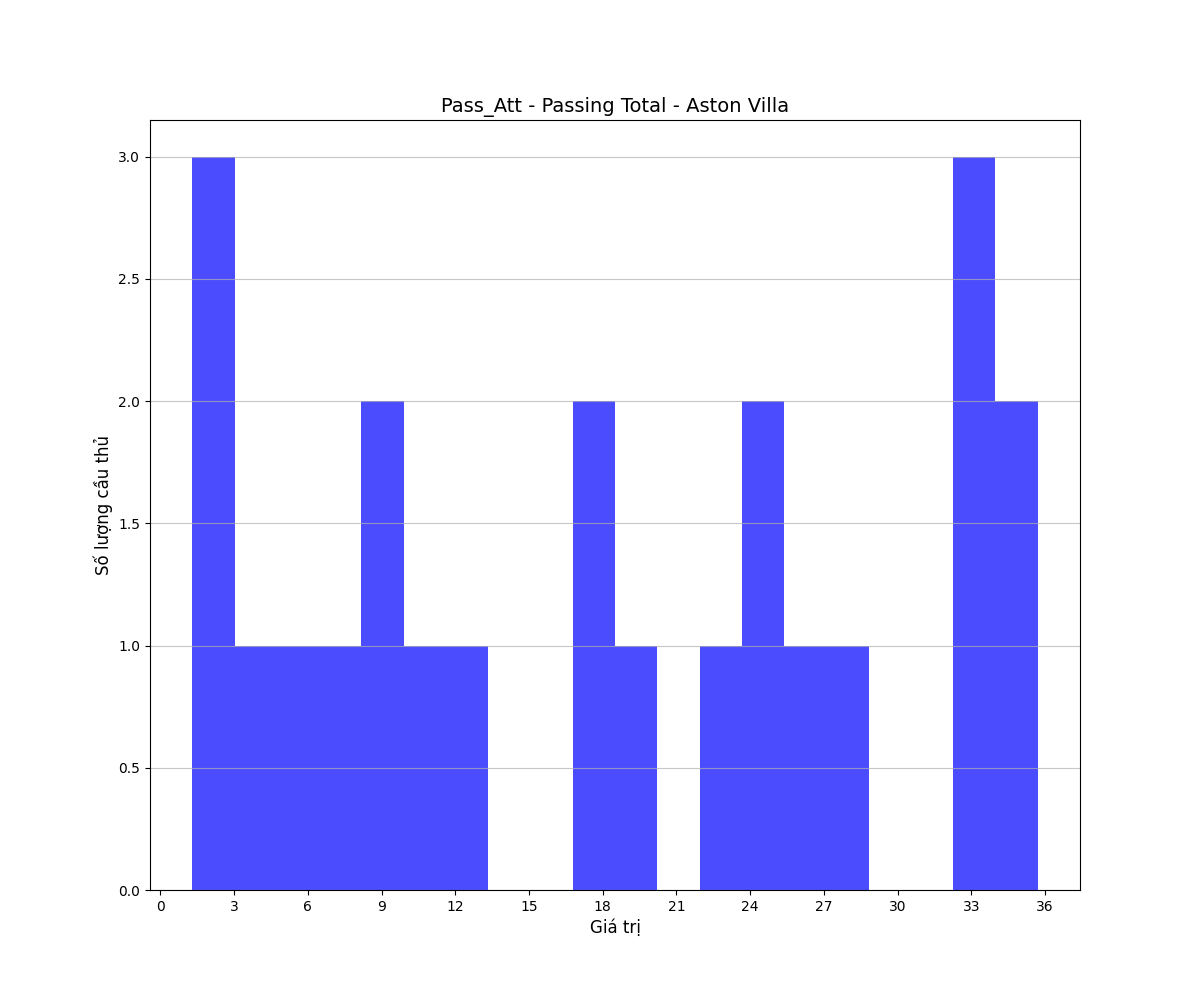 Pass_Att - Passing Total - Aston Villa
3.0
2.5
2.0
1.5
1.0
0.5
0.0
Số lượng cầu thủ
0 3 6 9 12 15 18 21 24 27 30 33 36
Giá trị